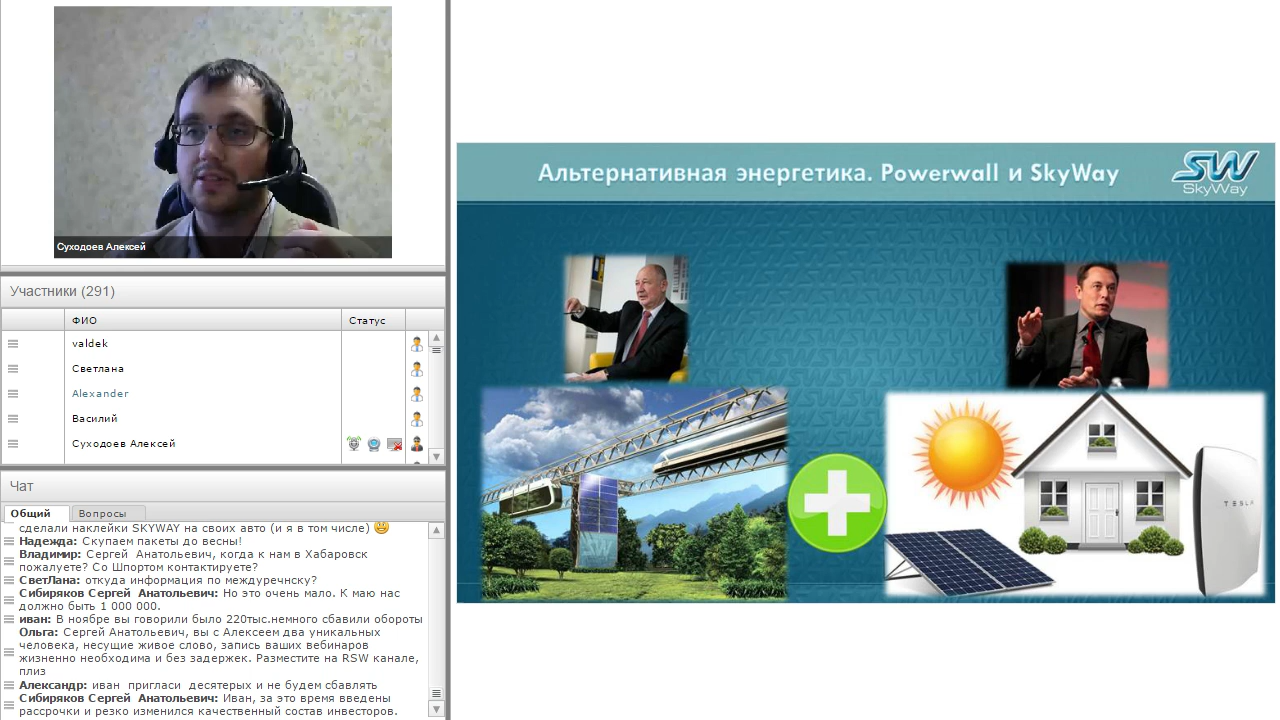 Суходоев Алексей
Участники (291)
ФИО
Статус
valdek
Светлана
Alexander
Василий
Суходоев Алексей
Чат
Общий
Вопросы
сделали наклейки SKYWAY на своих авто (и я в том числе)
Надежда: Скупаем пакеты до весны!
Владимир: Сергей Анатольевич, когда к нам в Хабаровск
пожалуете? Со Шпортом контактируете?
СветЛана: откуда информация по междуречнску?
Сибиряков Сергей Анатольевич: Но это очень мало. К маю нас
должно быть 1 000 000.
иван: В ноябре вы говорили было 220тыс.немного сбавили обороты
Ольга: Сергей Анатольевич, вы с Алексеем два уникальных
человека, несущие живое слово, запись ваших вебинаров
жизненно необходима и без задержек. Разместите на RSW канале,
плиз
Александр: иван пригласи десятерых и не будем сбавлять
Сибиряков Сергей Анатольевич: Иван, за это время введены
рассрочки и резко изменился качественный состав инвесторов.
Альтернативная энергетика. Powerwall и SkyWay
SW
SkyWay
SW
TESLA